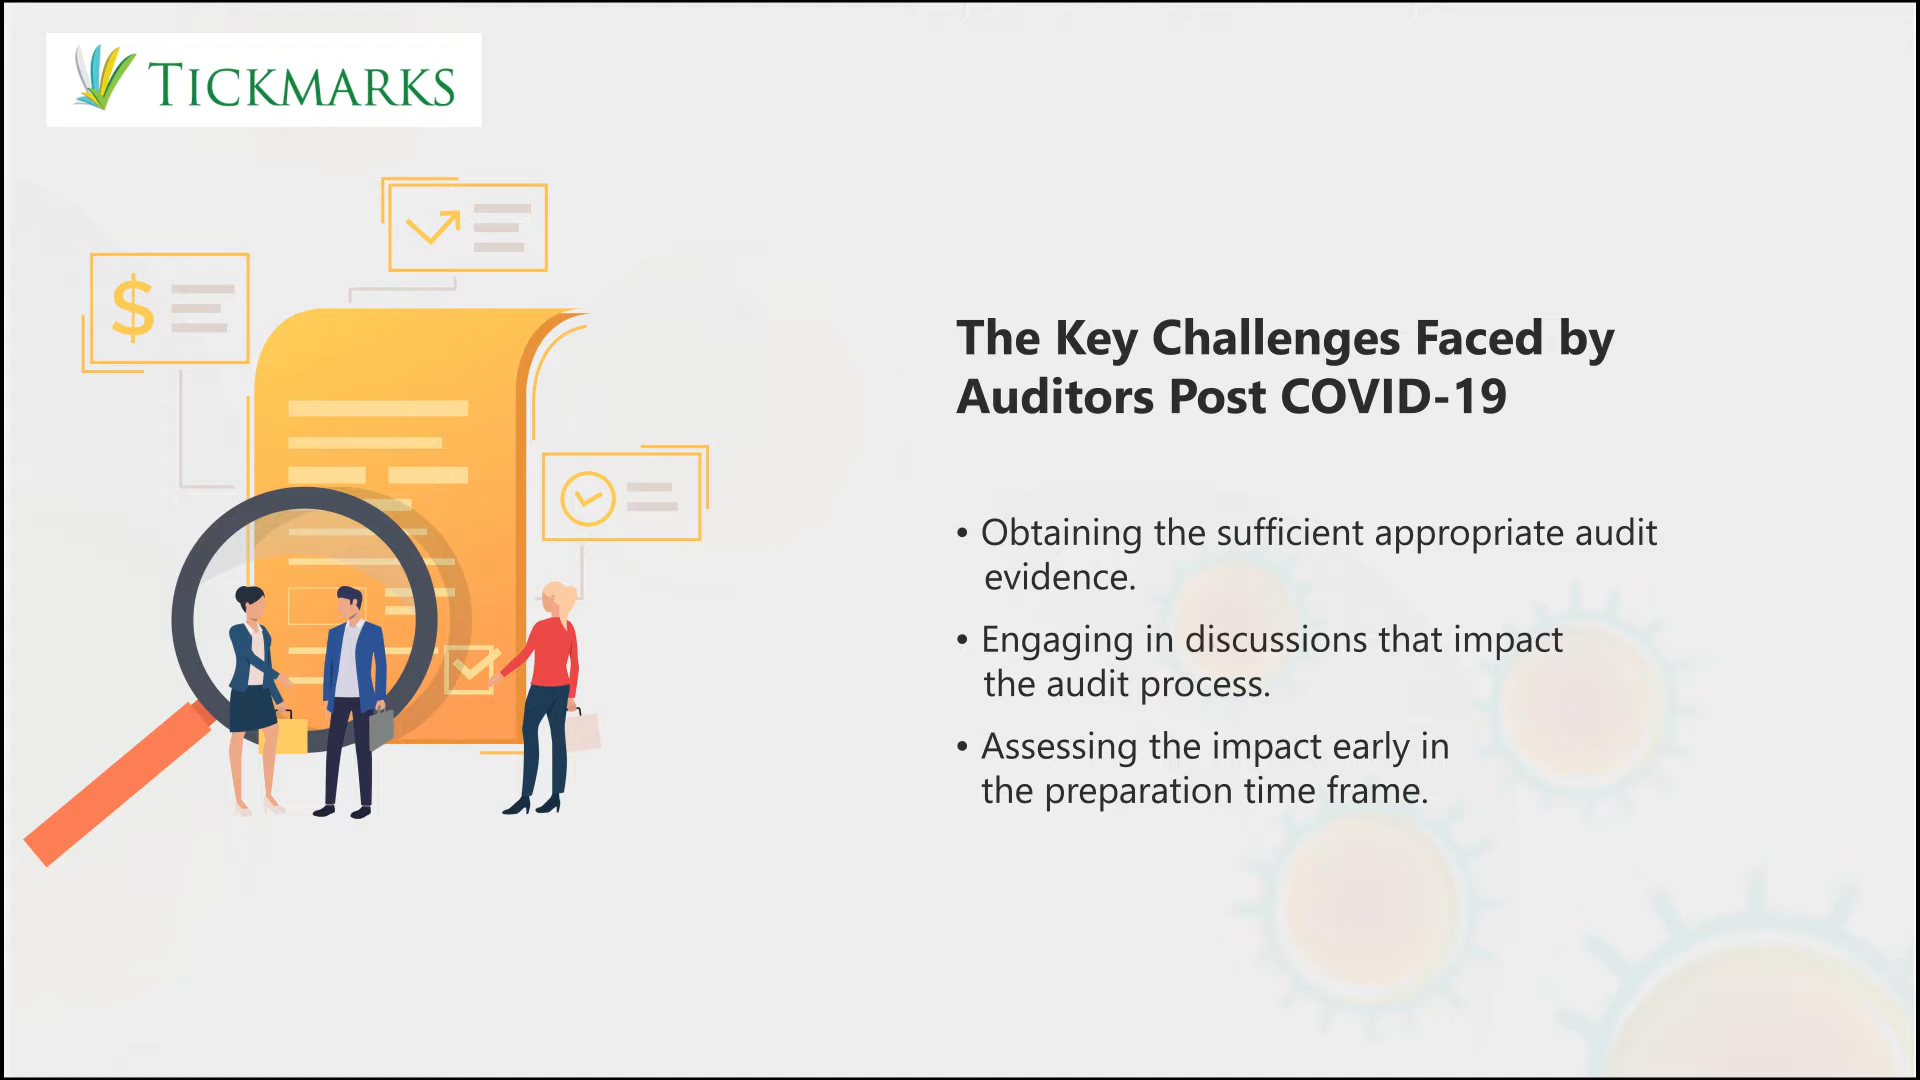 TICKMARKS
$
The Key Challenges Faced by
Auditors Post COVID-19
• Obtaining the sufficient appropriate audit
evidence.
• Engaging in discussions that impact
the audit process.
• Assessing the impact early in
the preparation time frame.